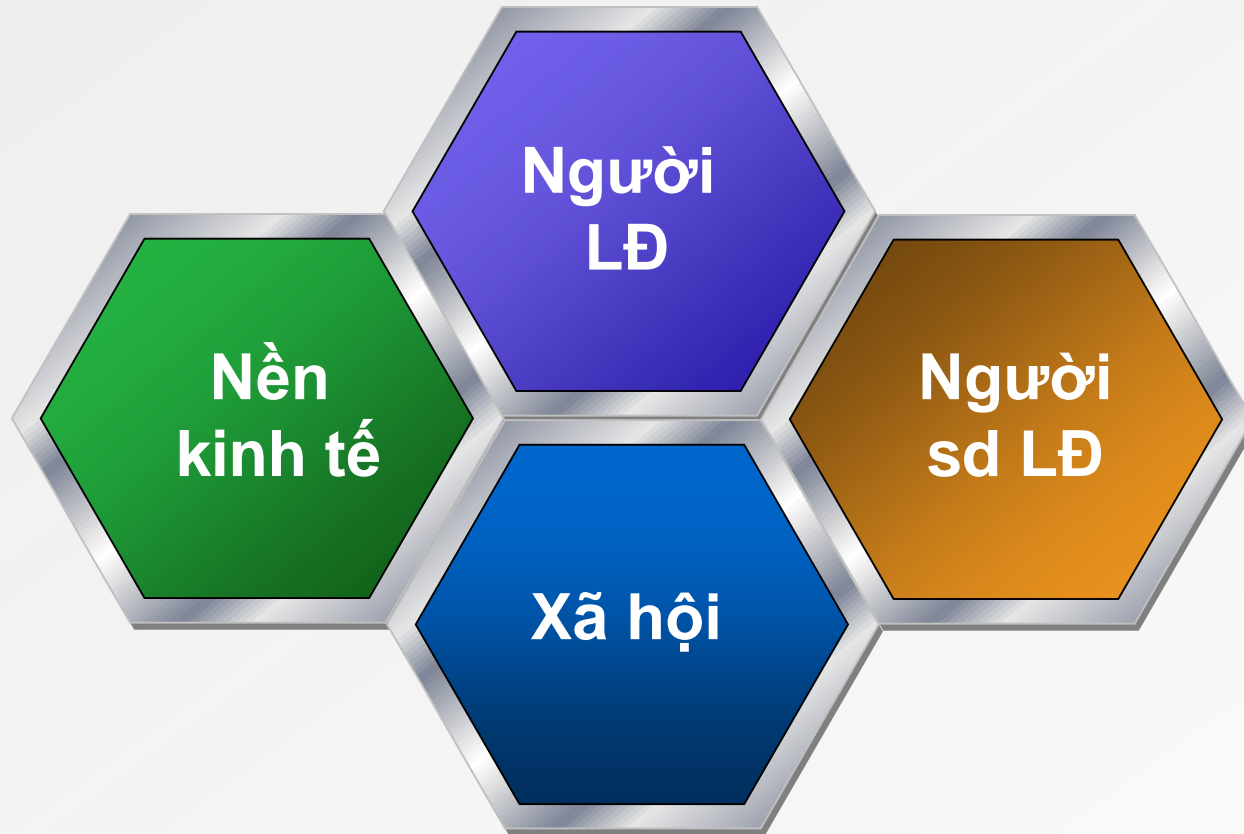 Người
LĐ
Nền
kinh tế
Người
sd LĐ
Xã hội